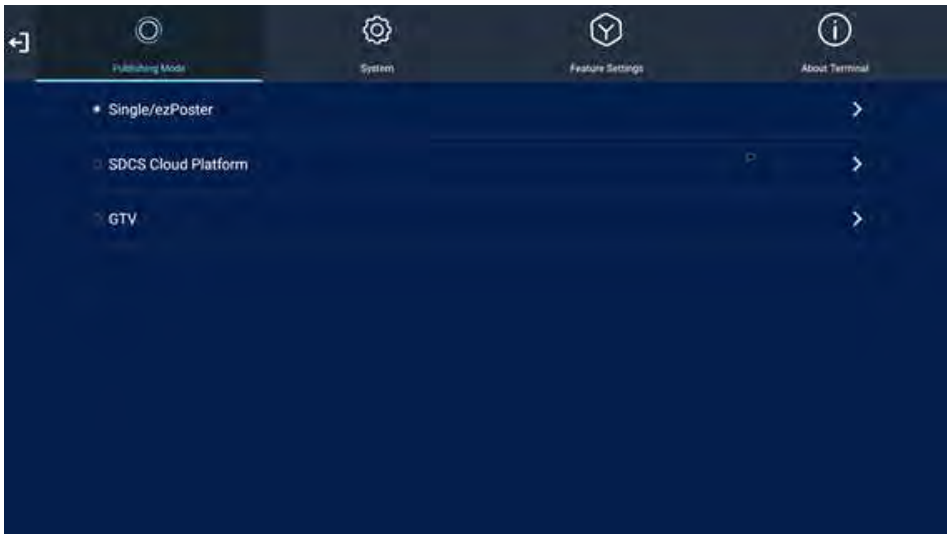 Publishing Mode
System
Feature Settings
About Terminal
Single/ezPoster
SDCS Cloud Platform
GTV